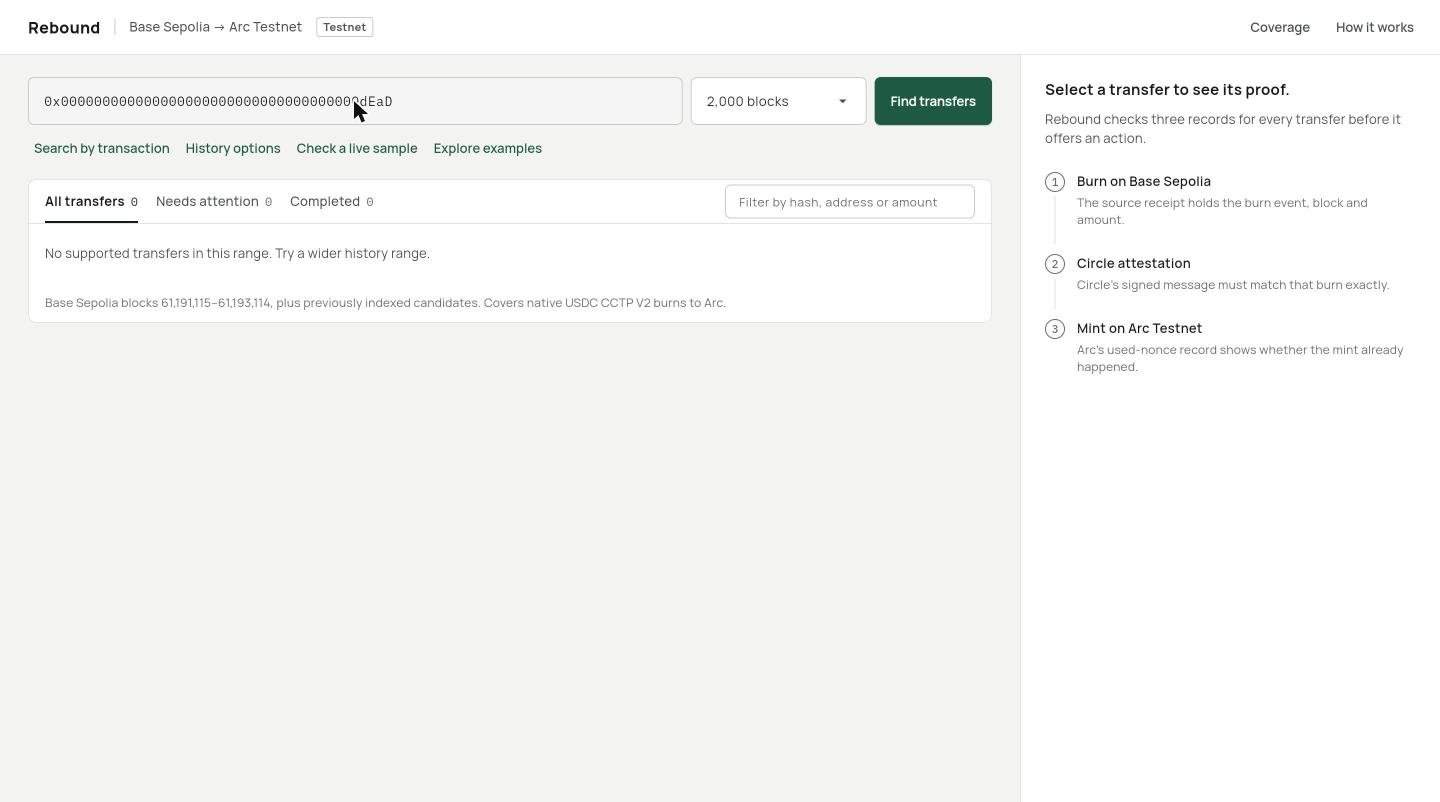 Rebound
Base Sepolia → Arc Testnet
Testnet
Coverage
How it works
0x000000000000000000000000000000000000dEaD
2,000 blocks
Find transfers
Search by transaction
History options
Check a live sample
Explore examples
All transfers 0
Needs attention 0
Completed 0
Filter by hash, address or amount
No supported transfers in this range. Try a wider history range.
Base Sepolia blocks 61,191,115–61,193,114, plus previously indexed candidates. Covers native USDC CCTP V2 burns to Arc.
Select a transfer to see its proof.
Rebound checks three records for every transfer before it
offers an action.
1
Burn on Base Sepolia
The source receipt holds the burn event, block and
amount.
2
Circle attestation
Circle's signed message must match that burn exactly.
3
Mint on Arc Testnet
Arc's used-nonce record shows whether the mint already
happened.